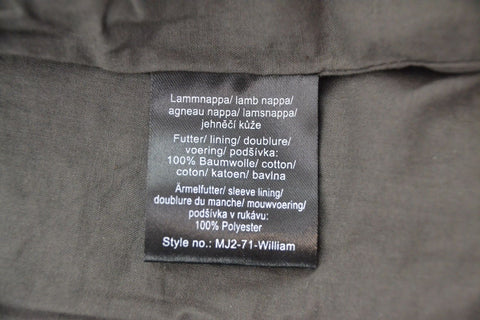 Lammnappa/ lamb nappa/
agneau nappa/ lamsnappa/
jehněčí kůže
Futter/ lining/ doublure/
voering/ podšívka:
100% Baumwolle/ cotton/
coton/ katoen/ bavlna
Ärmelfutter/ sleeve lining/
doublure du manche/ mouwvoering/
podšívka v rukávu:
100% Polyester
Style no.: MJ2-71-William